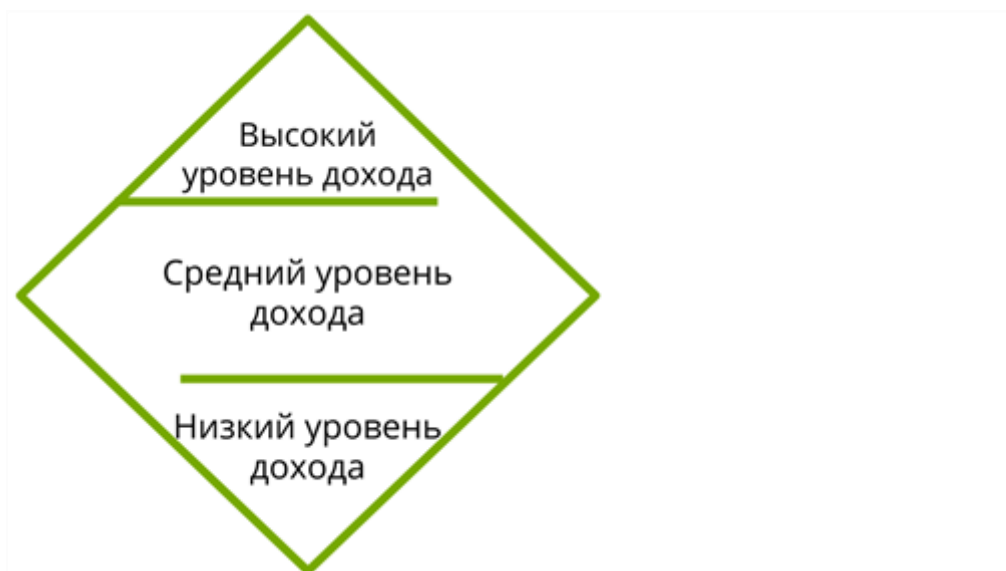 Высокий
уровень дохода
Средний уровень
дохода
Низкий уровень
дохода